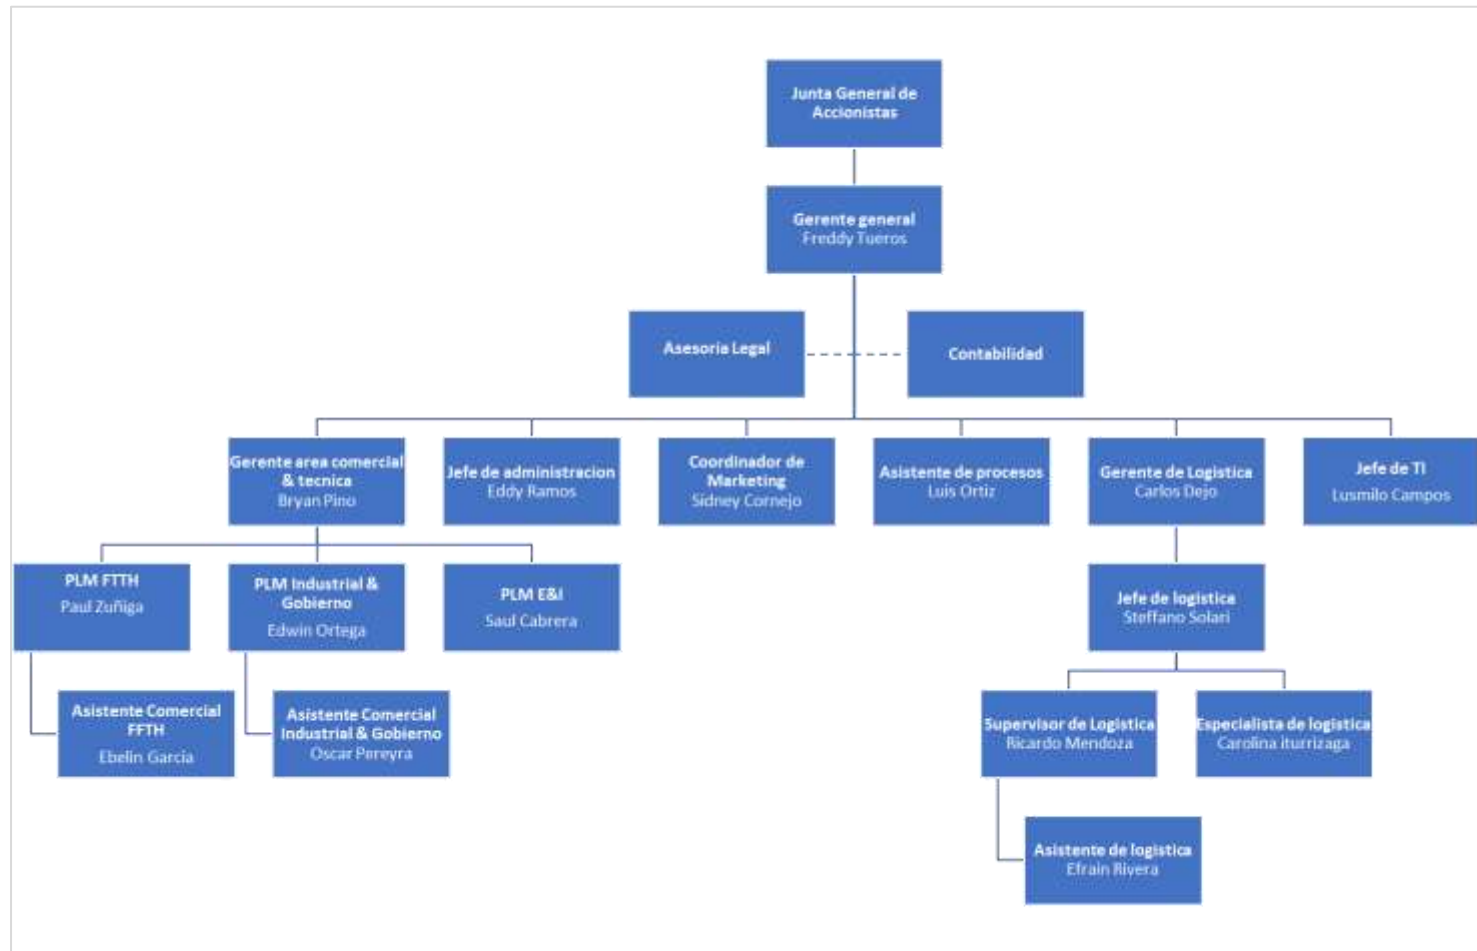 Junta General de
Accionistas
Gerente general
Freddy Tueros
Asesoria Legal
Contabilidad
Gerente area comercial
& tecnica
Bryan Pino
Jefe de administracion
Eddy Ramos
Coordinador de
Marketing
Sidney Cornejo
Asistente de procesos
Luis Ortiz
Gerente de Logistica
Carlos Dejo
Jefe de TI
Lusmilo Campos
PLM FTTH
Paul Zuñiga
PLM Industrial &
Gobierno
Edwin Ortega
PLM E&I
Saul Cabrera
Jefe de logistica
Steffano Solari
Asistente Comercial
FFTH
Ebelin Garcia
Asistente Comercial
Industrial & Gobierno
Oscar Pereyra
Supervisor de Logistica
Ricardo Mendoza
Especialista de logistica
Carolina iturrizaga
Asistente de logistica
Efrain Rivera